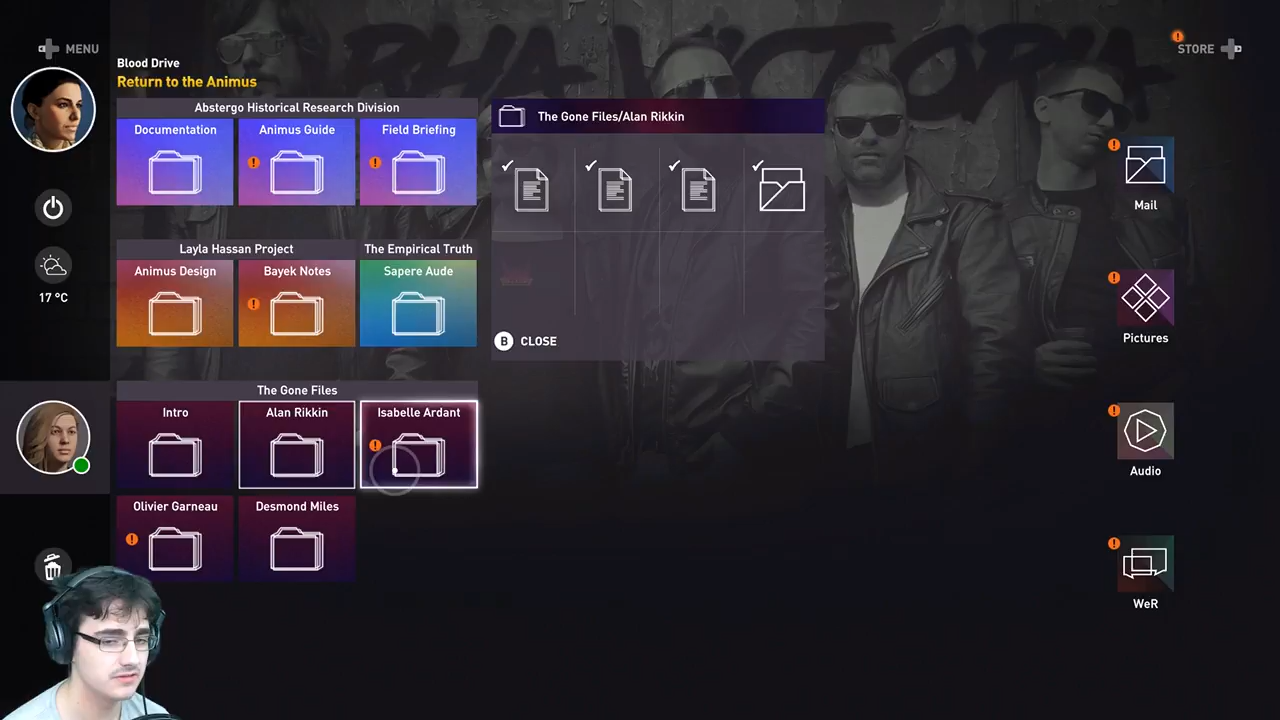 MENU
STORE
Blood Drive
Return to the Animus
Abstergo Historical Research Division
Documentation
Animus Guide
Field Briefing
The Gone Files/Alan Rikkin
Mail
17 °C
Layla Hassan Project
The Empirical Truth
Animus Design
Bayek Notes
Sapere Aude
B CLOSE
Pictures
The Gone Files
Intro
Alan Rikkin
Isabelle Ardant
Audio
Olivier Garneau
Desmond Miles
WeR